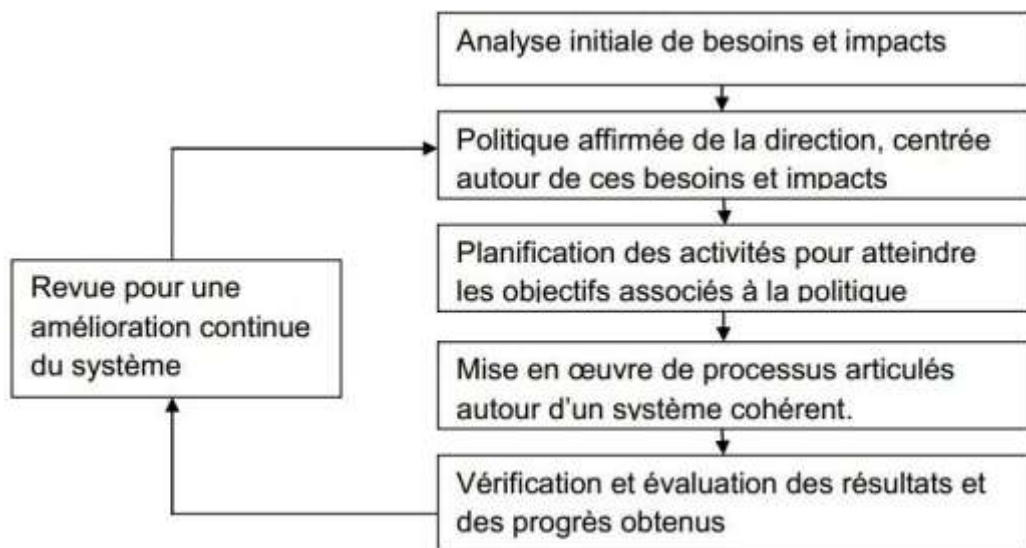 Analyse initiale de besoins et impacts
Politique affirmée de la direction, centrée
autour de ces besoins et impacts
Planification des activités pour atteindre
les objectifs associés à la politique
Revue pour une
amélioration continue
du système
Mise en œuvre de processus articulés
autour d'un système cohérent.
Vérification et évaluation des résultats et
des progrès obtenus